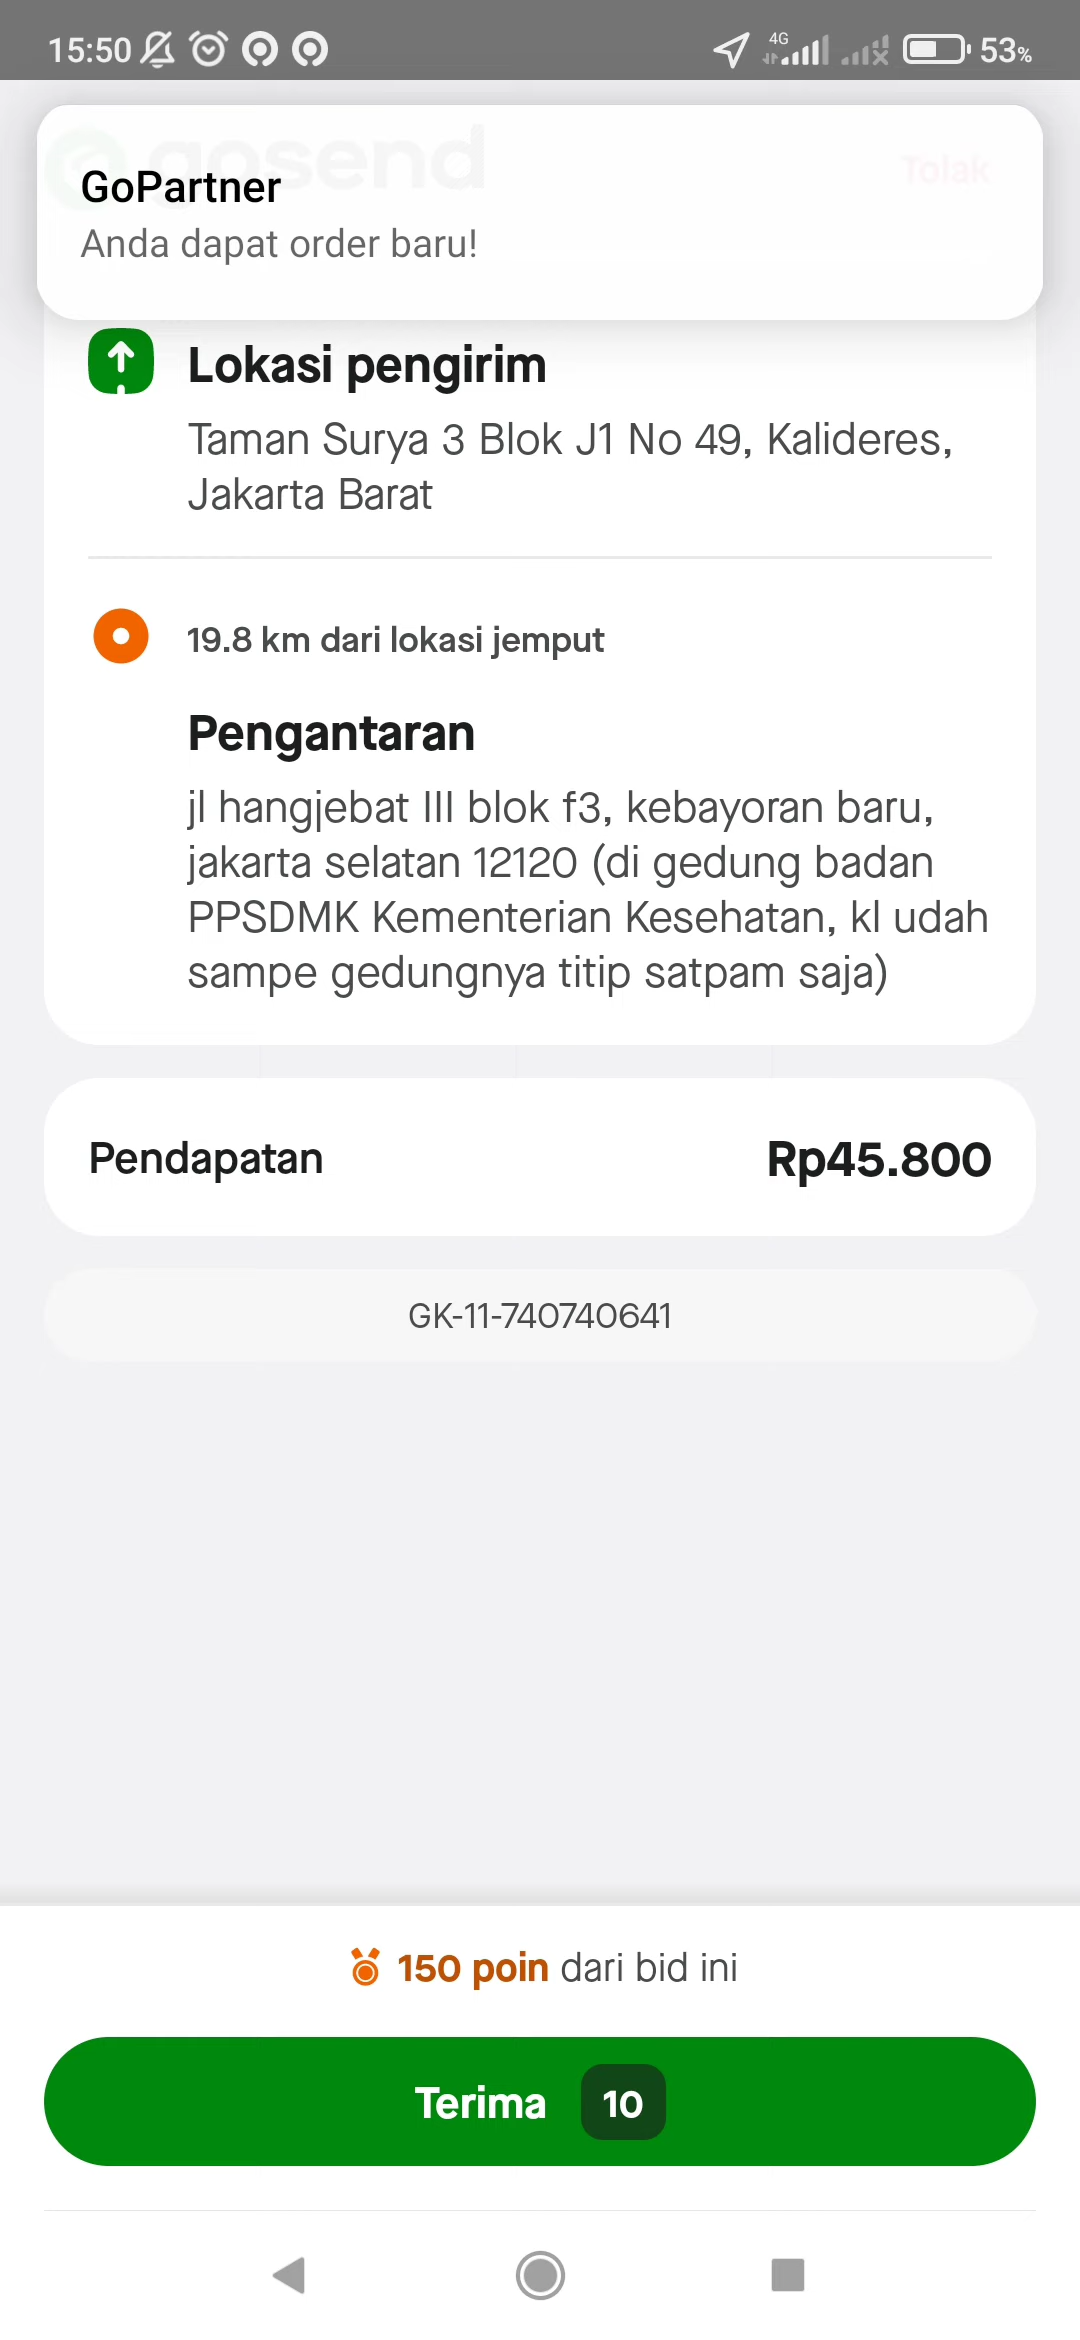 15:50
4G
53%
gosend
Tolak
GoPartner
Anda dapat order baru!
Lokasi pengirim
Taman Surya 3 Blok J1 No 49, Kalideres,
Jakarta Barat
19.8 km dari lokasi jemput
Pengantaran
jl hangjebat III blok f3, kebayoran baru,
jakarta selatan 12120 (di gedung badan
PPSDMK Kementerian Kesehatan, kl udah
sampe gedungnya titip satpam saja)
Pendapatan
Rp45.800
GK-11-740740641
150 poin dari bid ini
Terima 10